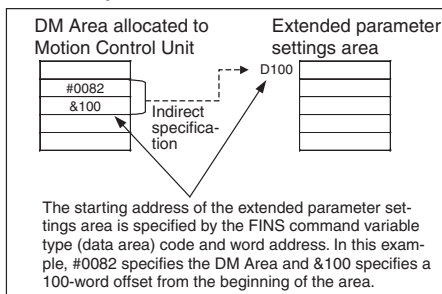 DM Area allocated to
Motion Control Unit
Extended parameter
settings area
#0082
&100
Indirect
specifica-
tion
D100
The starting address of the extended parameter set-
tings area is specified by the FINS command variable
type (data area) code and word address. In this exam-
ple, #0082 specifies the DM Area and &100 specifies a
100-word offset from the beginning of the area.